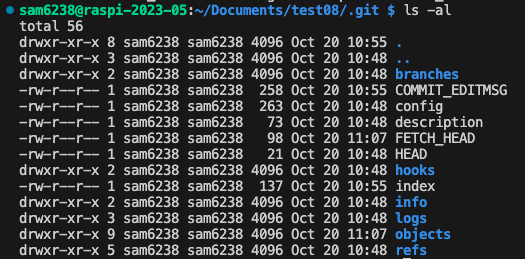 sam6238@raspi-2023-05:~/Documents/test08/.git $ ls -al
total 56
drwxr-xr-x 8 sam6238 sam6238 4096 Oct 20 10:55 .
drwxr-xr-x 3 sam6238 sam6238 4096 Oct 20 10:48 ..
drwxr-xr-x 2 sam6238 sam6238 4096 Oct 20 10:48 branches
-rw-r--r-- 1 sam6238 sam6238  258 Oct 20 10:55 COMMIT_EDITMSG
-rw-r--r-- 1 sam6238 sam6238  263 Oct 20 10:48 config
-rw-r--r-- 1 sam6238 sam6238   73 Oct 20 10:48 description
-rw-r--r-- 1 sam6238 sam6238   98 Oct 20 11:07 FETCH_HEAD
-rw-r--r-- 1 sam6238 sam6238   21 Oct 20 10:48 HEAD
drwxr-xr-x 2 sam6238 sam6238 4096 Oct 20 10:48 hooks
-rw-r--r-- 1 sam6238 sam6238  137 Oct 20 10:55 index
drwxr-xr-x 2 sam6238 sam6238 4096 Oct 20 10:48 info
drwxr-xr-x 3 sam6238 sam6238 4096 Oct 20 10:48 logs
drwxr-xr-x 9 sam6238 sam6238 4096 Oct 20 11:07 objects
drwxr-xr-x 5 sam6238 sam6238 4096 Oct 20 10:48 refs